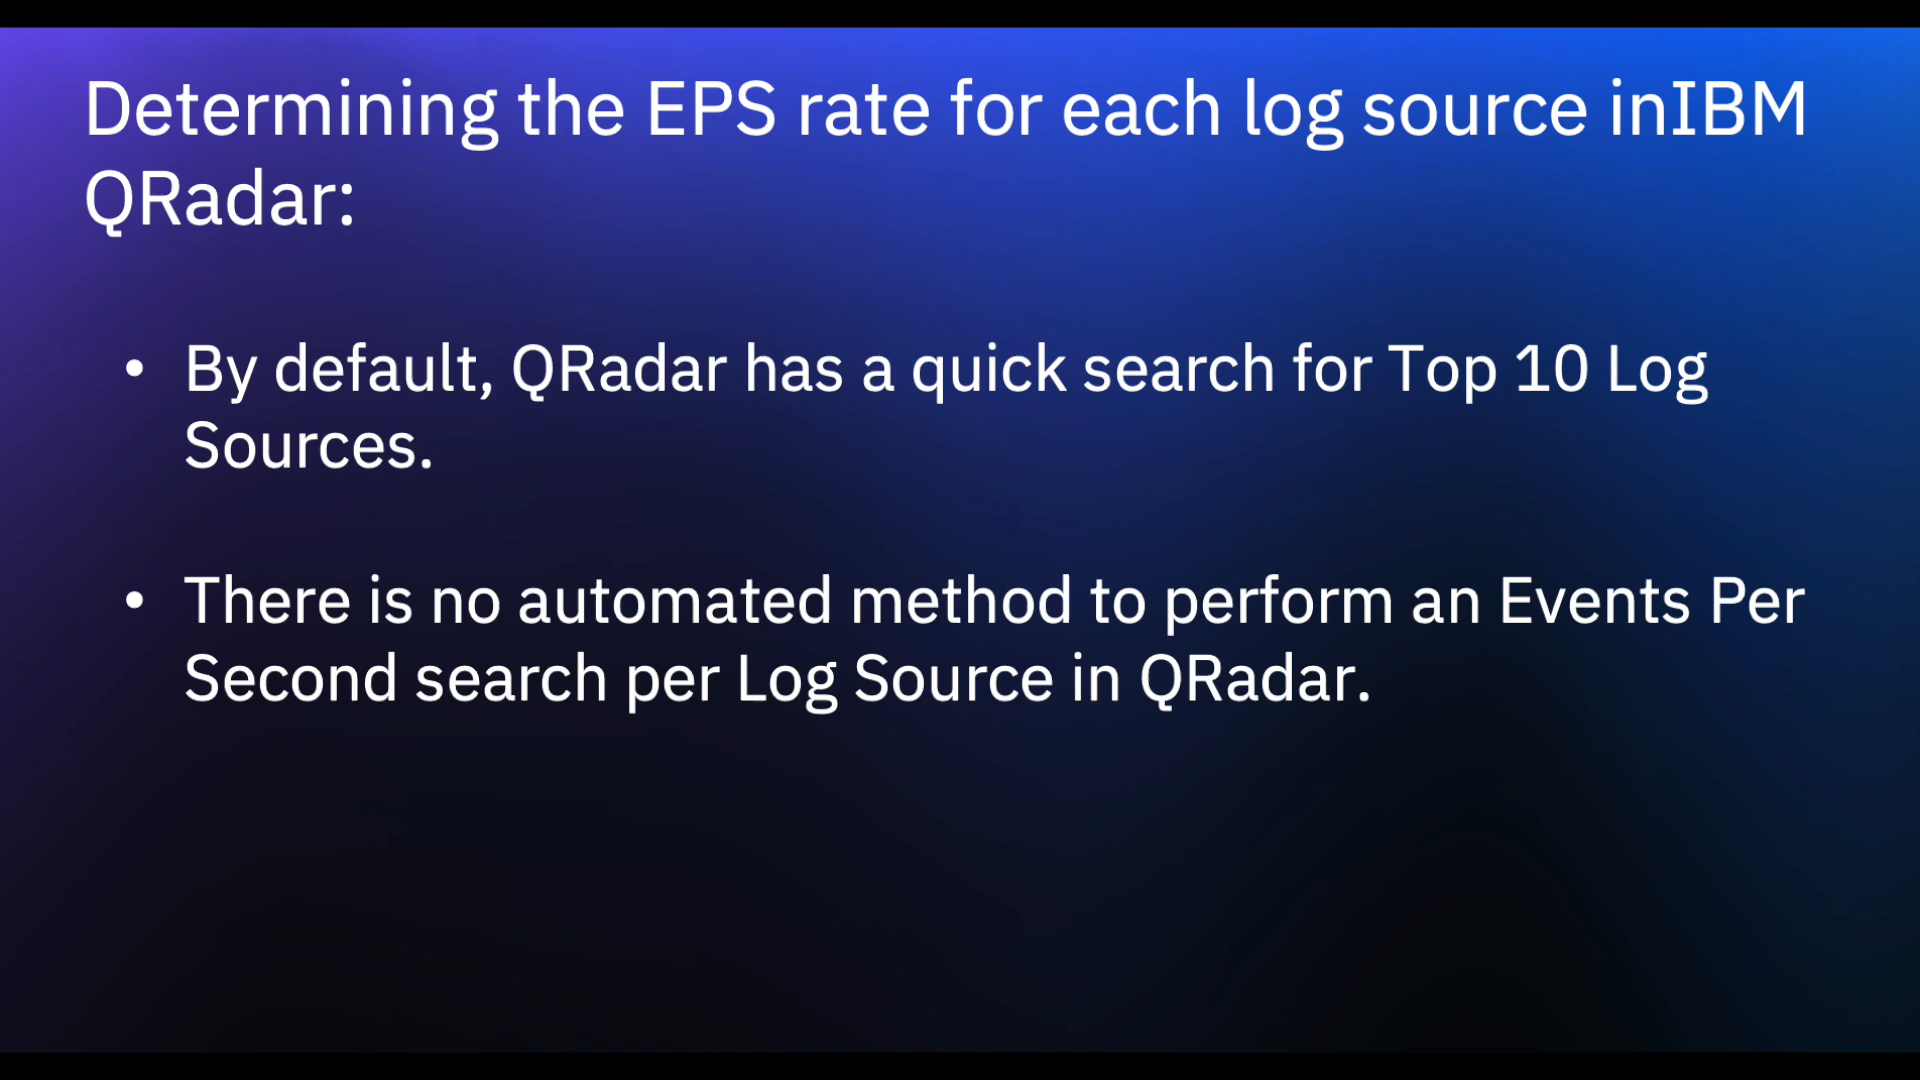 Determining the EPS rate for each log source inIBM
QRadar:
• By default, QRadar has a quick search for Top 10 Log
Sources.
• There is no automated method to perform an Events Per
Second search per Log Source in QRadar.